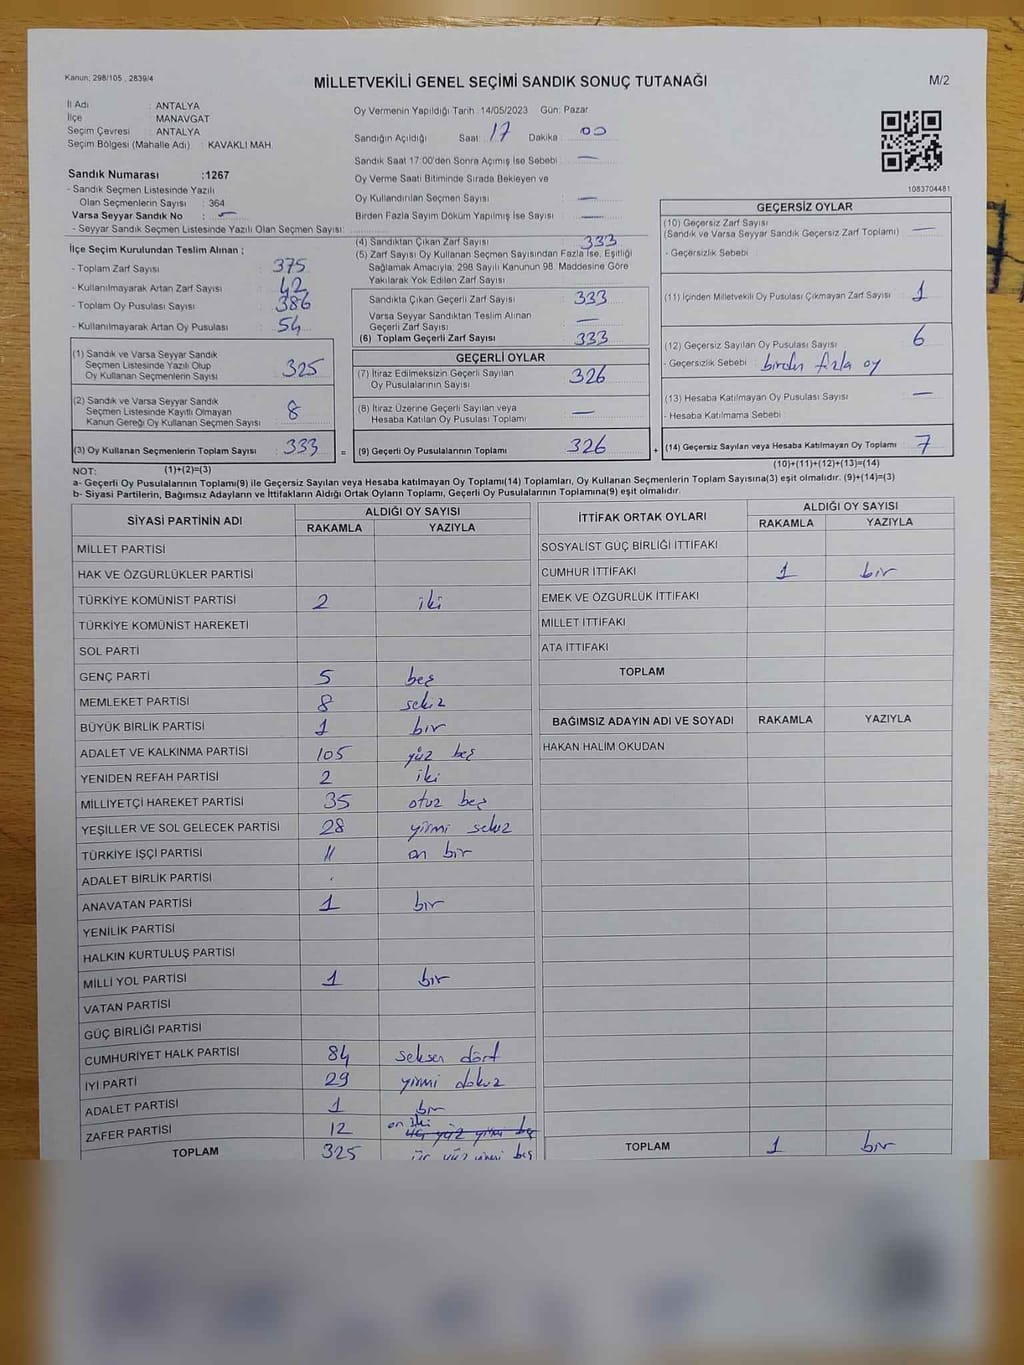 Kanun: 298/105 , 2839/4
MİLLETVEKİLİ GENEL SEÇİMİ SANDIK SONUÇ TUTANAĞI
M/2
İl Adı : ANTALYA
İlçe : MANAVGAT
Seçim Çevresi : ANTALYA
Seçim Bölgesi (Mahalle Adı) : KAVAKLI MAH.
Sandık Numarası :1267
- Sandık Seçmen Listesinde Yazılı
Olan Seçmenlerin Sayısı : 364
Varsa Seyyar Sandık No : —
- Seyyar Sandık Seçmen Listesinde Yazılı Olan Seçmen Sayısı:
Oy Vermenin Yapıldığı Tarih :14/05/2023 Gün: Pazar
Sandığın Açıldığı Saat: 17 Dakika : 00
Sandık Saat 17:00'den Sonra Açımış İse Sebebi : —
Oy Verme Saati Bitiminde Sırada Bekleyen ve
Oy Kullandırılan Seçmen Sayısı : —
Birden Fazla Sayım Döküm Yapılmış İse Sayısı : —
1083704481
İlçe Seçim Kurulundan Teslim Alınan ;
- Toplam Zarf Sayısı : 375
- Kullanılmayarak Artan Zarf Sayısı : 42
- Toplam Oy Pusulası Sayısı : 386
- Kullanılmayarak Artan Oy Pusulası : 54
(1) Sandık ve Varsa Seyyar Sandık
Seçmen Listesinde Yazılı Olup
Oy Kullanan Seçmenlerin Sayısı : 325
(2) Sandık ve Varsa Seyyar Sandık
Seçmen Listesinde Kayıtlı Olmayan
Kanun Gereği Oy Kullanan Seçmen Sayısı : 8
(3) Oy Kullanan Seçmenlerin Toplam Sayısı : 333 =
(1)+(2)=(3)
(4) Sandıktan Çıkan Zarf Sayısı : 333
(5) Zarf Sayısı Oy Kullanan Seçmen Sayısından Fazla İse, Eşitliği
Sağlamak Amacıyla, 298 Sayılı Kanunun 98. Maddesine Göre
Yakılarak Yok Edilen Zarf Sayısı :
Sandıkta Çıkan Geçerli Zarf Sayısı : 333
Varsa Seyyar Sandıktan Teslim Alınan
Geçerli Zarf Sayısı : —
(6) Toplam Geçerli Zarf Sayısı : 333
GEÇERLİ OYLAR
(7) İtiraz Edilmeksizin Geçerli Sayılan
Oy Pusulalarının Sayısı : 326
(8) İtiraz Üzerine Geçerli Sayılan veya
Hesaba Katılan Oy Pusulası Toplamı : —
(9) Geçerli Oy Pusulalarının Toplamı : 326 +
GEÇERSİZ OYLAR
(10) Geçersiz Zarf Sayısı
(Sandık ve Varsa Seyyar Sandık Geçersiz Zarf Toplamı) : —
- Geçersizlik Sebebi :
(11) İçinden Milletvekili Oy Pusulası Çıkmayan Zarf Sayısı : 1
(12) Geçersiz Sayılan Oy Pusulası Sayısı : 6
- Geçersizlik Sebebi : birden fazla oy
(13) Hesaba Katılmayan Oy Pusulası Sayısı : —
- Hesaba Katılmama Sebebi :
(14) Geçersiz Sayılan veya Hesaba Katılmayan Oy Toplamı : 7
(10)+(11)+(12)+(13)=(14)
NOT:
a- Geçerli Oy Pusulalarının Toplamı(9) ile Geçersiz Sayılan veya Hesaba katılmayan Oy Toplamı(14) Toplamları, Oy Kullanan Seçmenlerin Toplam Sayısına(3) eşit olmalıdır. (9)+(14)=(3)
b- Siyasi Partilerin, Bağımsız Adayların ve İttifakların Aldığı Ortak Oyların Toplamı, Geçerli Oy Pusulalarının Toplamına(9) eşit olmalıdır.
SİYASİ PARTİNİN ADI ALDIĞI OY SAYISI
RAKAMLA YAZIYLA
MİLLET PARTİSİ
HAK VE ÖZGÜRLÜKLER PARTİSİ
TÜRKİYE KOMÜNİST PARTİSİ 2 iki
TÜRKİYE KOMÜNİST HAREKETİ
SOL PARTİ
GENÇ PARTİ 5 beş
MEMLEKET PARTİSİ 8 sekiz
BÜYÜK BİRLİK PARTİSİ 1 bir
ADALET VE KALKINMA PARTİSİ 105 yüz beş
YENİDEN REFAH PARTİSİ 2 iki
MİLLİYETÇİ HAREKET PARTİSİ 35 otuz beş
YEŞİLLER VE SOL GELECEK PARTİSİ 28 yirmi sekiz
TÜRKİYE İŞÇİ PARTİSİ 11 on bir
ADALET BİRLİK PARTİSİ
ANAVATAN PARTİSİ 1 bir
YENİLİK PARTİSİ
HALKIN KURTULUŞ PARTİSİ
MİLLİ YOL PARTİSİ 1 bir
VATAN PARTİSİ
GÜÇ BİRLİĞİ PARTİSİ
CUMHURİYET HALK PARTİSİ 84 seksen dört
İYİ PARTİ 29 yirmi dokuz
ADALET PARTİSİ 1 bir
ZAFER PARTİSİ 12 on iki üç yüz yirmi beş
TOPLAM 325 üç yüz yirmi beş
İTTİFAK ORTAK OYLARI ALDIĞI OY SAYISI
RAKAMLA YAZIYLA
SOSYALİST GÜÇ BİRLİĞİ İTTİFAKI
CUMHUR İTTİFAKI 1 bir
EMEK VE ÖZGÜRLÜK İTTİFAKI
MİLLET İTTİFAKI
ATA İTTİFAKI
TOPLAM
BAĞIMSIZ ADAYIN ADI VE SOYADI RAKAMLA YAZIYLA
HAKAN HALİM OKUDAN
TOPLAM 1 bir